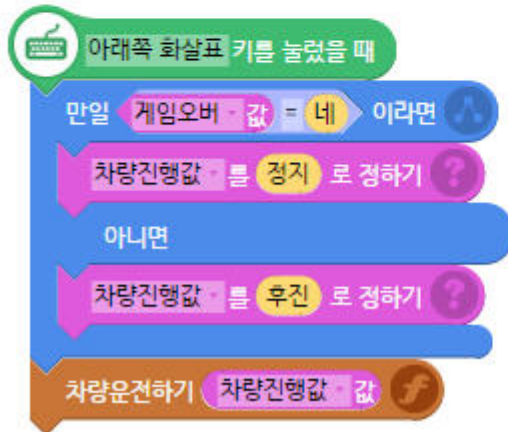 아래쪽 화살표 키를 눌렀을 때
만일 게임오버 값 = 네 이라면
차량진행값 를 정지 로 정하기 ?
아니면
차량진행값 를 후진 로 정하기 ?
차량운전하기 차량진행값 값 f